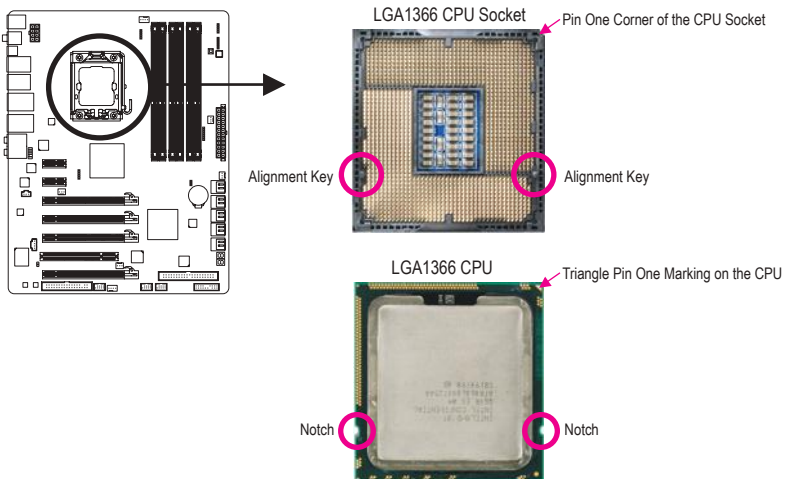 LGA1366 CPU Socket
Pin One Corner of the CPU Socket
Alignment Key
Alignment Key
LGA1366 CPU
Triangle Pin One Marking on the CPU
Notch
Notch